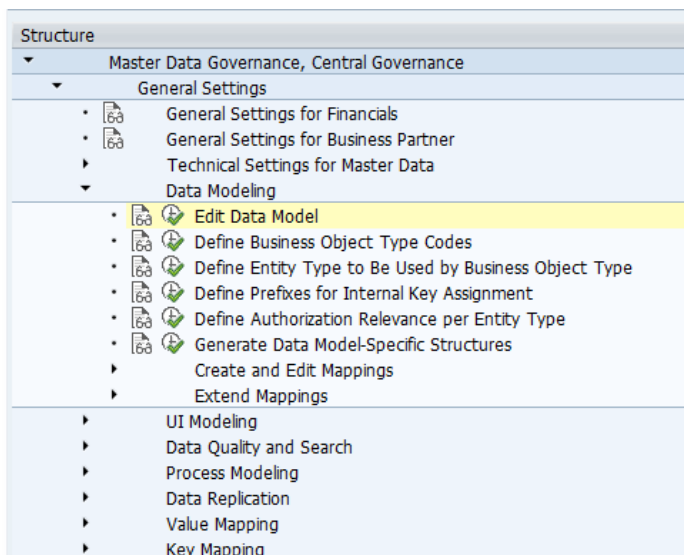 Structure
Master Data Governance, Central Governance
General Settings
General Settings for Financials
General Settings for Business Partner
Technical Settings for Master Data
Data Modeling
Edit Data Model
Define Business Object Type Codes
Define Entity Type to Be Used by Business Object Type
Define Prefixes for Internal Key Assignment
Define Authorization Relevance per Entity Type
Generate Data Model-Specific Structures
Create and Edit Mappings
Extend Mappings
UI Modeling
Data Quality and Search
Process Modeling
Data Replication
Value Mapping
Key Mapping